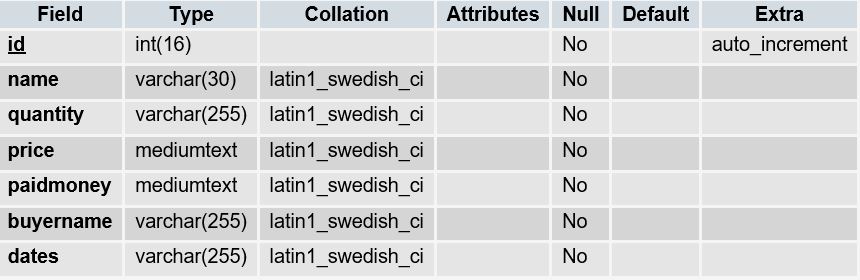 Field Type Collation Attributes Null Default Extra
id int(16) No auto_increment
name varchar(30) latin1_swedish_ci No
quantity varchar(255) latin1_swedish_ci No
price mediumtext latin1_swedish_ci No
paidmoney mediumtext latin1_swedish_ci No
buyername varchar(255) latin1_swedish_ci No
dates varchar(255) latin1_swedish_ci No